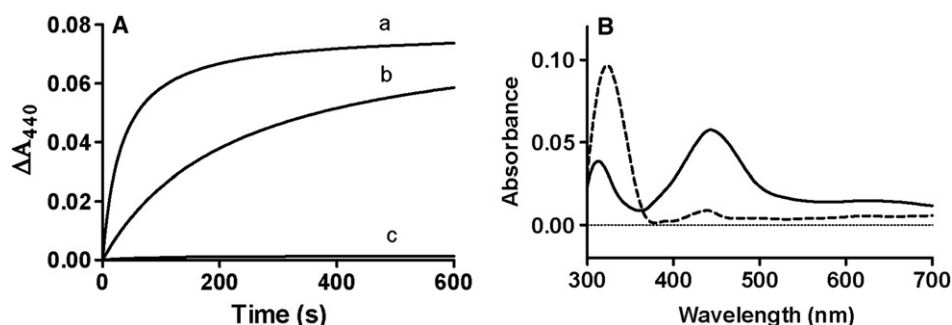 A
a
b
c
ΔA440
0.08
0.06
0.04
0.02
0.00
0 200 400 600
Time (s)
B
Absorbance
0.10
0.05
0.00
300 400 500 600 700
Wavelength (nm)